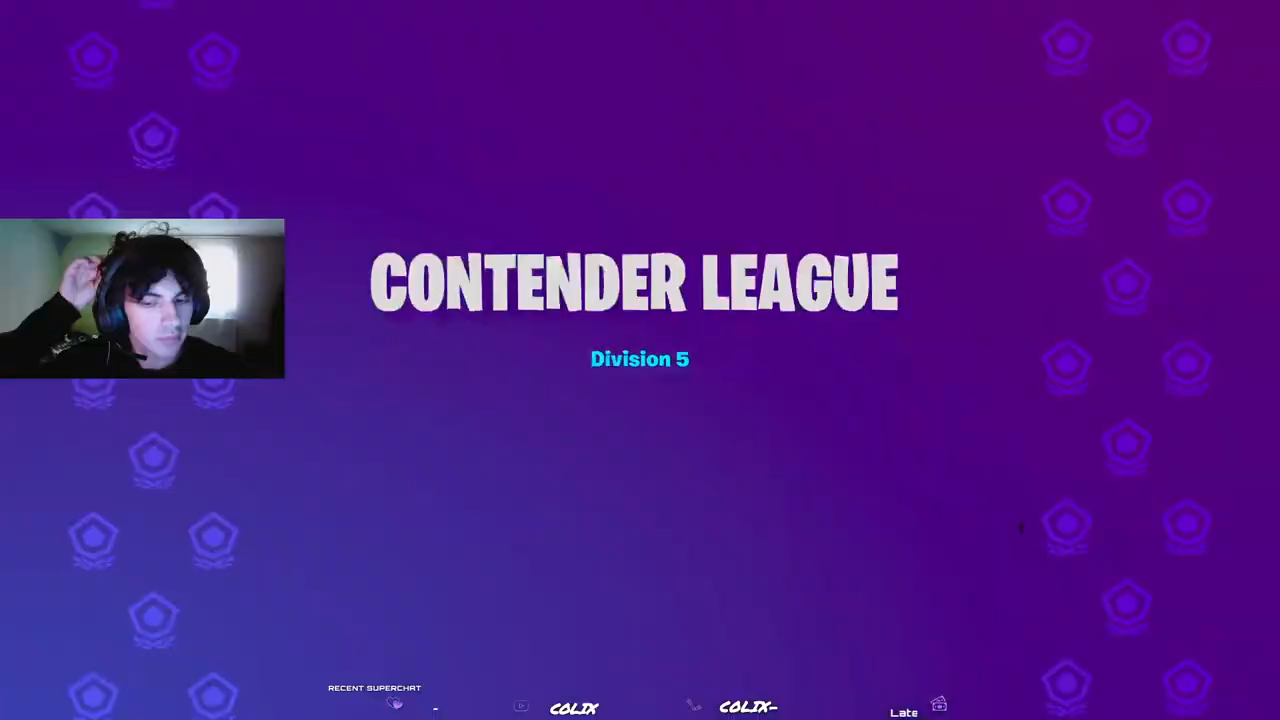 CONTENDER LEAGUE
Division 5
RECENT SUPERCHAT
-
COLIX
COLIX-
Late